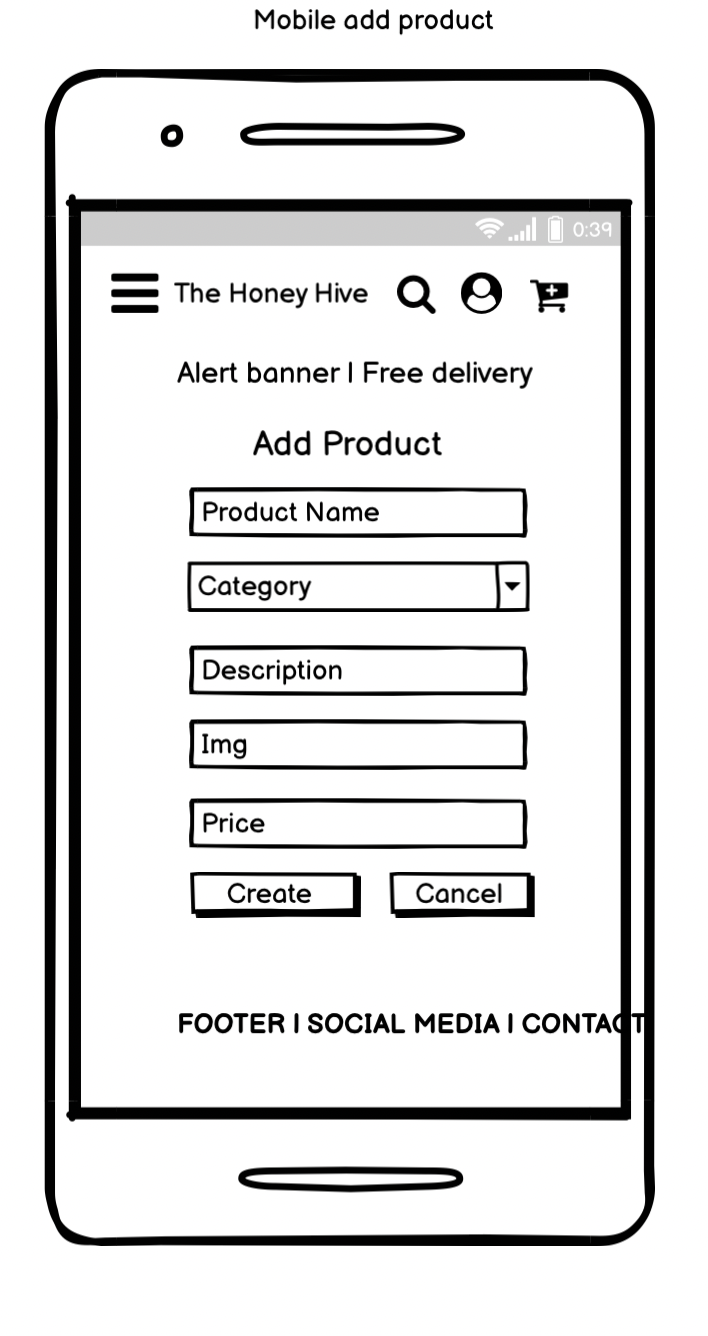 Mobile add product
0:39
The Honey Hive
Alert banner | Free delivery
Add Product
Product Name
Category
Description
Img
Price
Create Cancel
FOOTER | SOCIAL MEDIA | CONTACT